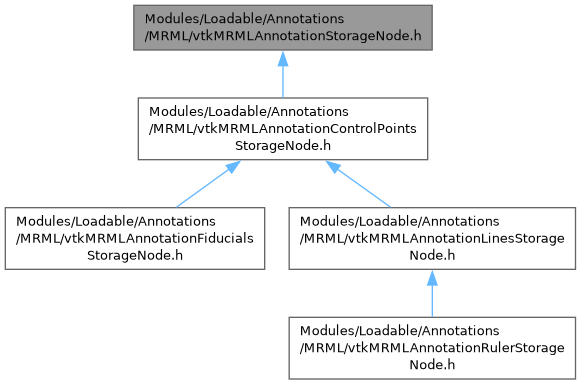 Modules/Loadable/Annotations
/MRML/vtkMRMLAnnotationStorageNode.h
Modules/Loadable/Annotations
/MRML/vtkMRMLAnnotationControlPoints
StorageNode.h
Modules/Loadable/Annotations
/MRML/vtkMRMLAnnotationFiducials
StorageNode.h
Modules/Loadable/Annotations
/MRML/vtkMRMLAnnotationLinesStorage
Node.h
Modules/Loadable/Annotations
/MRML/vtkMRMLAnnotationRulerStorage
Node.h